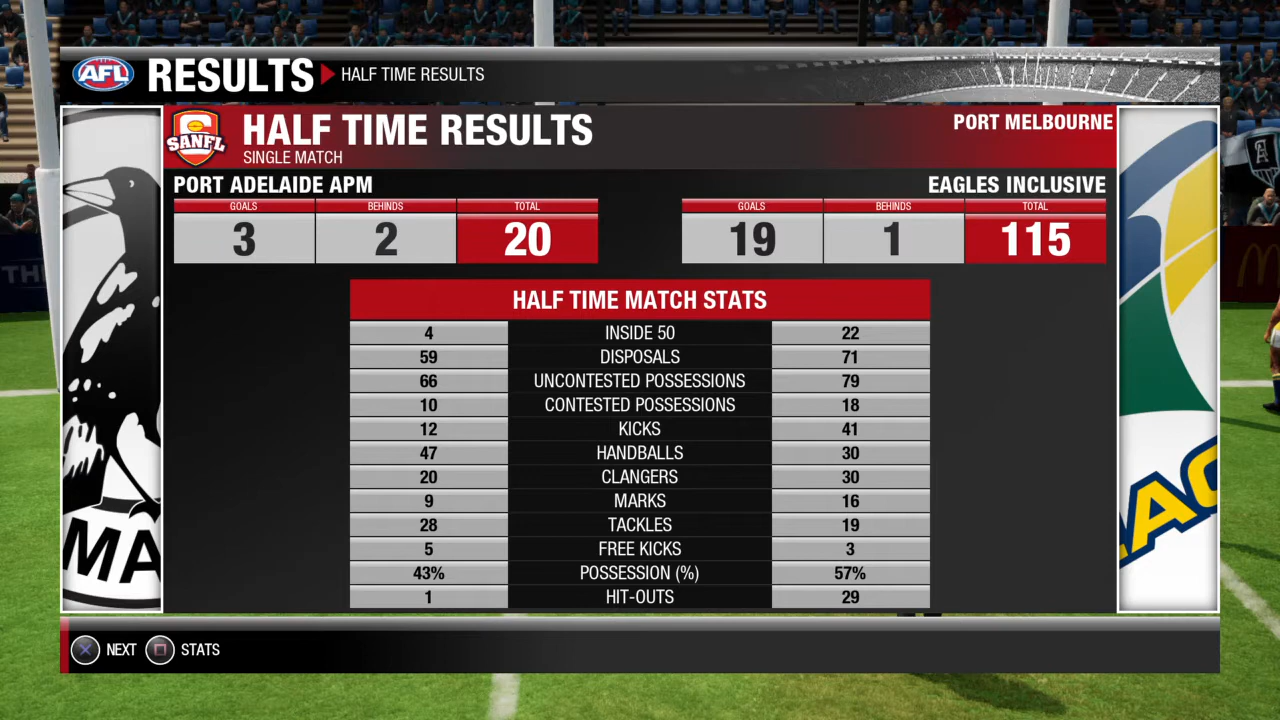 AFL RESULTS HALF TIME RESULTS
SANFL HALF TIME RESULTS PORT MELBOURNE
SINGLE MATCH
PORT ADELAIDE APM EAGLES INCLUSIVE
GOALS BEHINDS TOTAL GOALS BEHINDS TOTAL
3 2 20 19 1 115
HALF TIME MATCH STATS
4 INSIDE 50 22
59 DISPOSALS 71
66 UNCONTESTED POSSESSIONS 79
10 CONTESTED POSSESSIONS 18
12 KICKS 41
47 HANDBALLS 30
20 CLANGERS 30
9 MARKS 16
28 TACKLES 19
5 FREE KICKS 3
43% POSSESSION (%) 57%
1 HIT-OUTS 29
MA
NEXT STATS